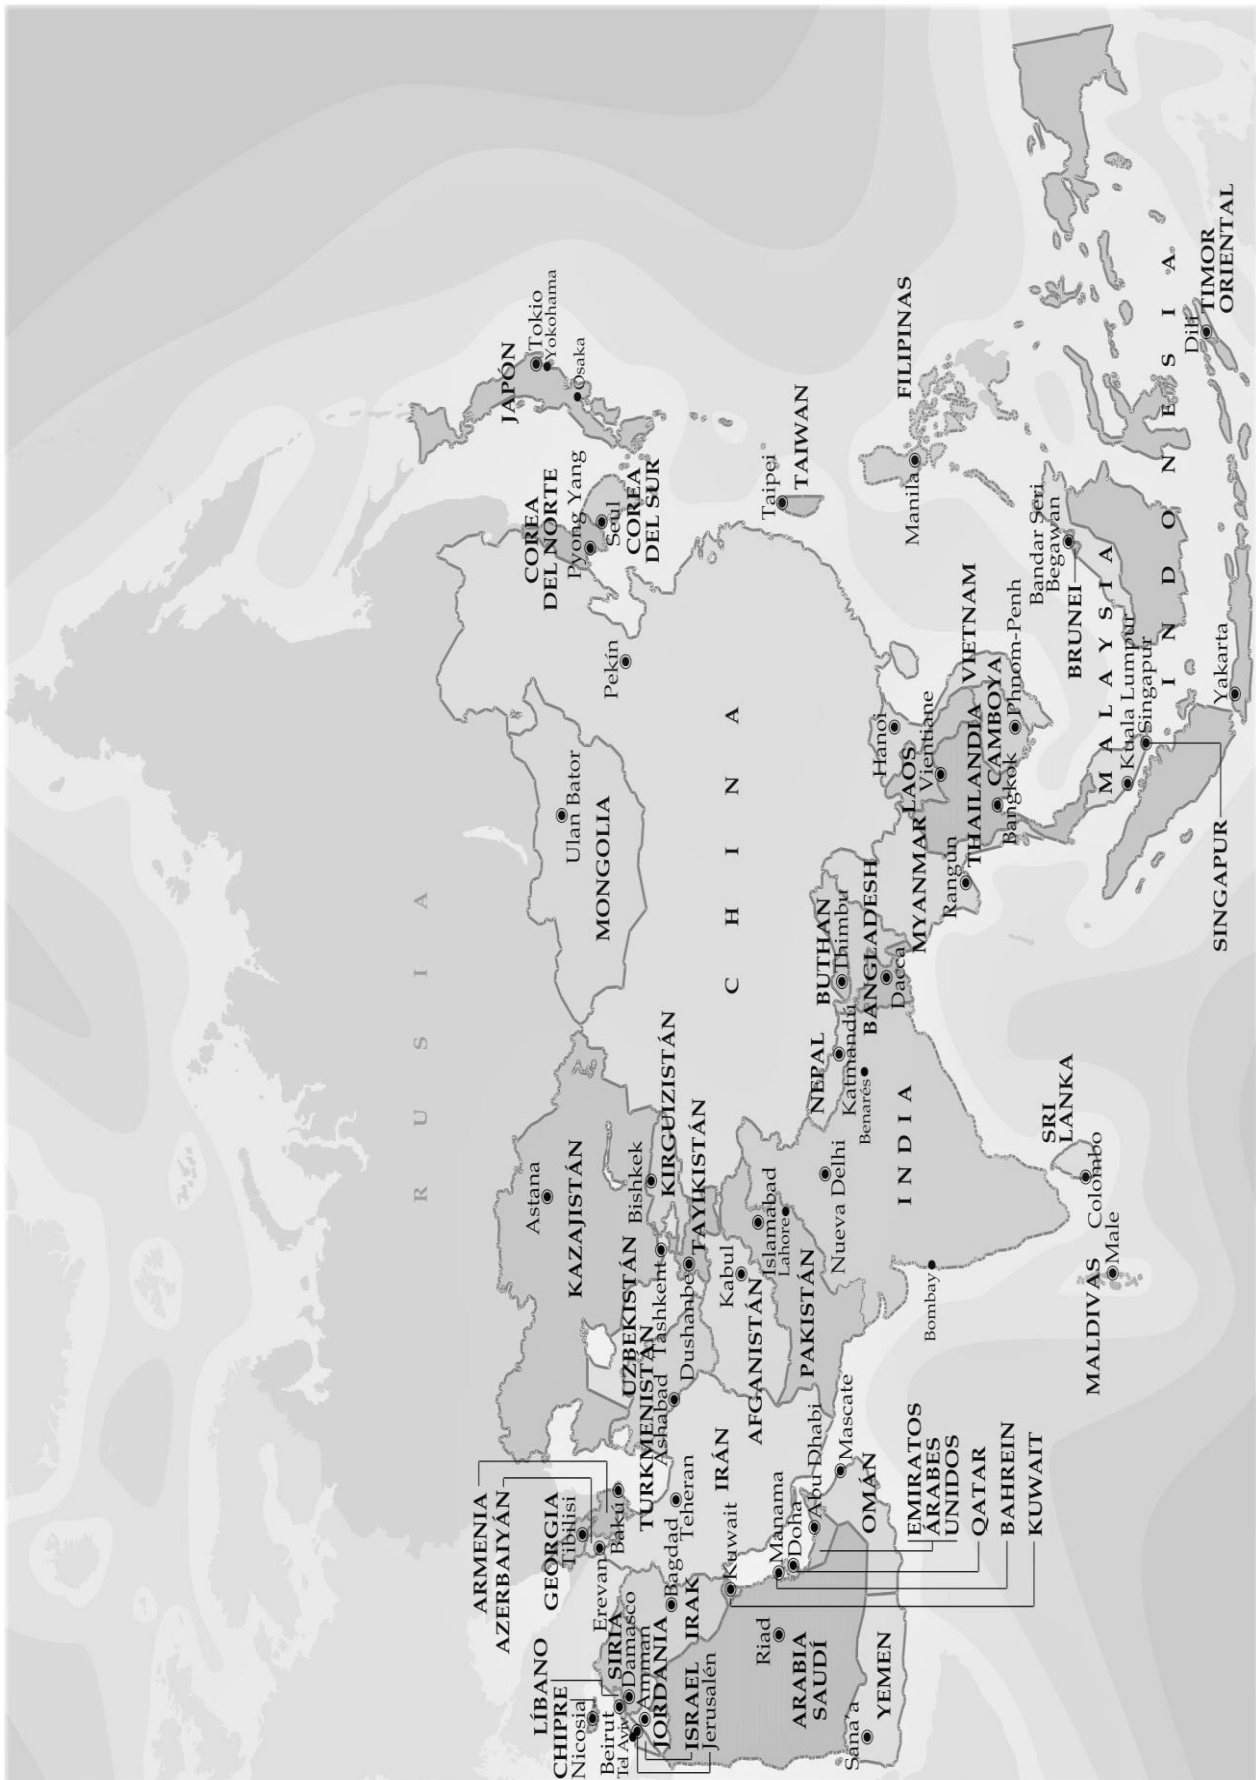 RUSIA
ARMENIA
AZERBAIYÁN
GEORGIA
Tibilisi
LÍBANO
CHIPRE
Nicosia
Beirut
Tel Aviv
Erevan
Bakú
SIRIA
Damasco
Amman
JORDANIA
ISRAEL
Jerusalén
Bagdad
IRAK
Teheran
IRÁN
Kuwait
Riad
ARABIA
SAUDÍ
Manama
Doha
Abu Dhabi
Mascate
OMÁN
Sana´a
YEMEN
EMIRATOS
ÁRABES
UNIDOS
QATAR
BAHREIN
KUWAIT
Astana
KAZAJISTÁN
UZBEKISTÁN
Tashkent
TURKMENISTÁN
Ashabad
Dushanbe
Bishkek
KIRGUIZISTÁN
TAYIKISTÁN
Kabul
AFGANISTÁN
Islamabad
Lahore
PAKISTÁN
Nueva Delhi
INDIA
Bombay
Benarés
NEPAL
Katmandú
BUTHAN
Thimbu
BANGLADESH
Dacca
SRI
LANKA
Colombo
MALDIVAS
Male
Ulan Bator
MONGOLIA
CHINA
Pekín
COREA
DEL NORTE
Pyong Yang
Seul
COREA
DEL SUR
JAPÓN
Tokio
Yokohama
Osaka
Taipei
TAIWAN
Hanoi
LAOS
Vientiane
MYANMAR
Rangun
THAILANDIA
Bangkok
VIETNAM
CAMBOYA
Phnom-Penh
FILIPINAS
Manila
Bandar Seri
Begawan
BRUNEI
MALAYSIA
Kuala Lumpur
Singapur
SINGAPUR
INDONESIA
Yakarta
Dili
TIMOR
ORIENTAL